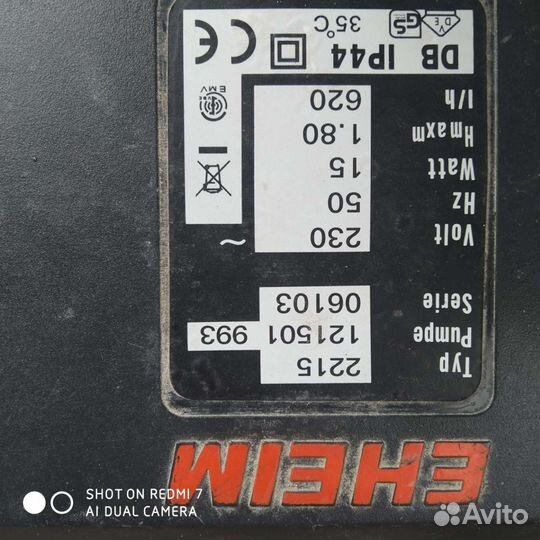 EHEIM
Typ 2215
Pumpe 121501 993
Serie 06103
Volt 230 ~
Hz 50
Watt 15
Hmaxm 1.80
l/h 620
EMV
DB IP44 CE
35°C GS
VDE
SHOT ON REDMI 7
AI DUAL CAMERA
Avito